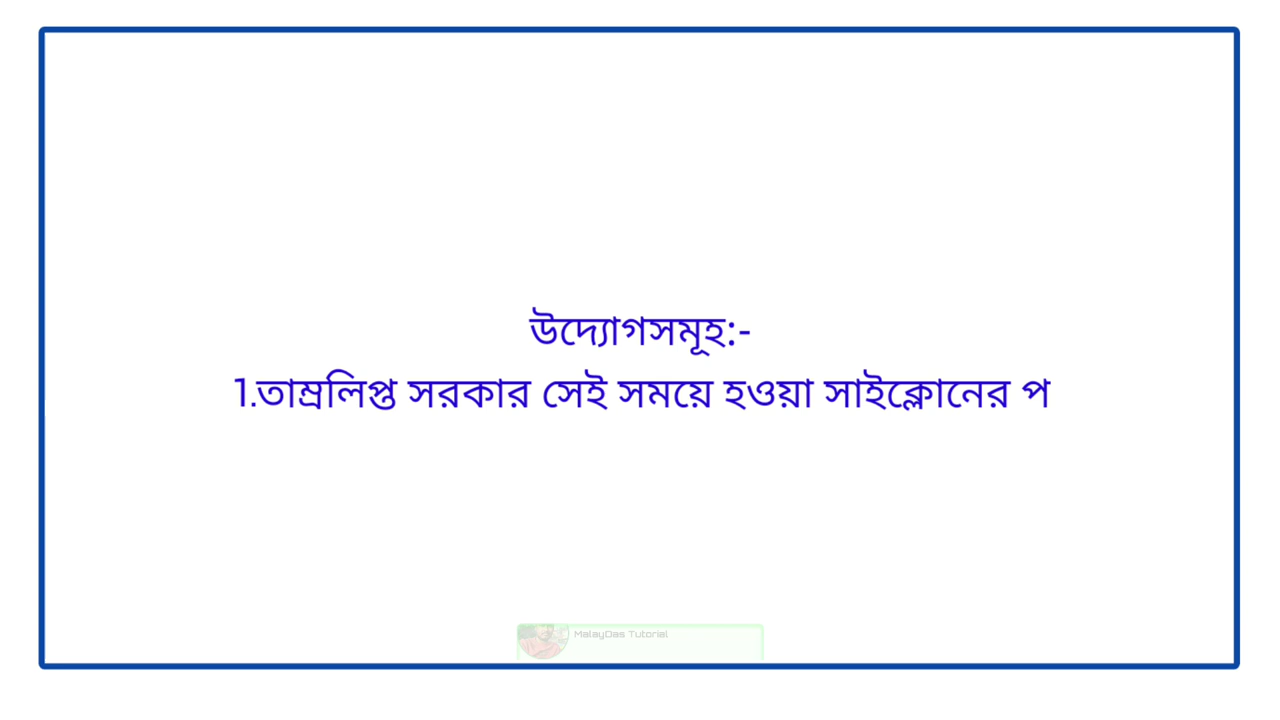 উদ্যোগসমূহ:-
1.তাম্রলিপ্ত সরকার সেই সময়ে হওয়া সাইক্লোনের প
MalayDas Tutorial